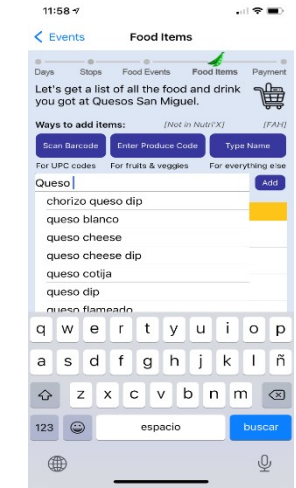 11:58
Events
Food Items
Days Stops Food Events Food Items Payment
Let's get a list of all the food and drink
you got at Quesos San Miguel.
Ways to add items: [Not in Nutri'X] [FAH]
Scan Barcode Enter Produce Code Type Name
For UPC codes For fruits & veggies For everything else
Queso Add
chorizo queso dip
queso blanco
queso cheese
queso cheese dip
queso cotija
queso dip
queso flameado
q w e r t y u i o p
a s d f g h j k l ñ
z x c v b n m
123 espacio buscar